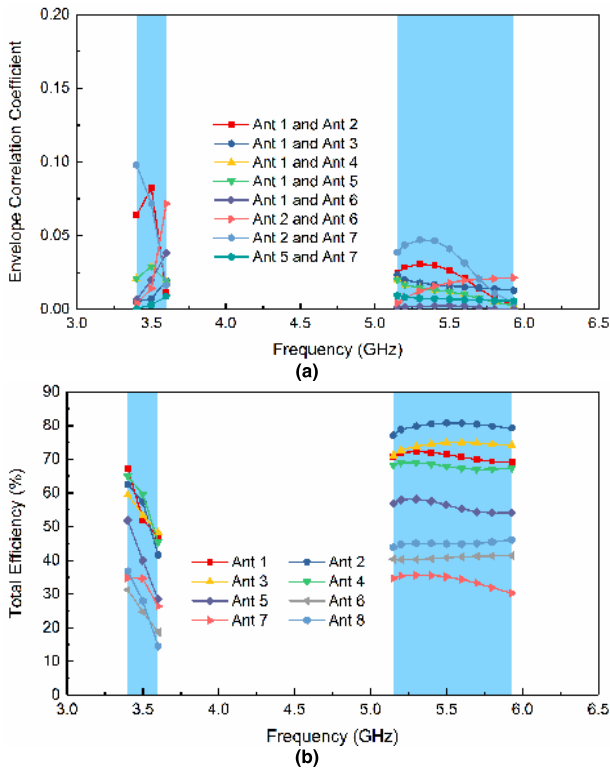 (a)
0.20
0.15
0.10
0.05
0.00
Envelope Correlation Coefficient
Ant 1 and Ant 2
Ant 1 and Ant 3
Ant 1 and Ant 4
Ant 1 and Ant 5
Ant 1 and Ant 6
Ant 2 and Ant 6
Ant 2 and Ant 7
Ant 5 and Ant 7
3.0 3.5 4.0 4.5 5.0 5.5 6.0 6.5
Frequency (GHz)
(a)
90
80
70
60
50
40
30
20
10
0
Total Efficiency (%)
Ant 1 Ant 2
Ant 3 Ant 4
Ant 5 Ant 6
Ant 7 Ant 8
3.0 3.5 4.0 4.5 5.0 5.5 6.0 6.5
Frequency (GHz)
(b)